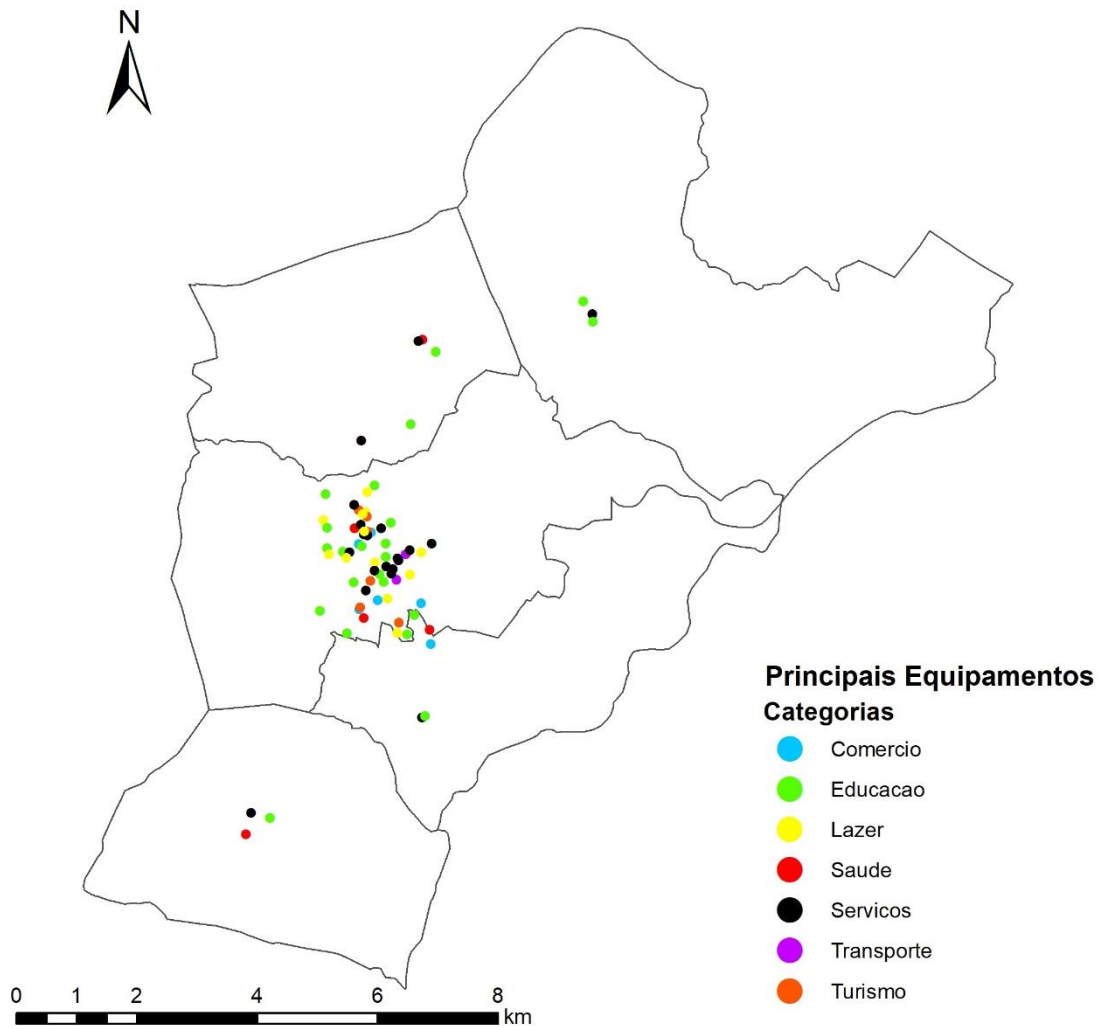 N
Principais Equipamentos
Categorias
Comercio
Educacao
Lazer
Saude
Servicos
Transporte
Turismo
0 1 2 4 6 8
km